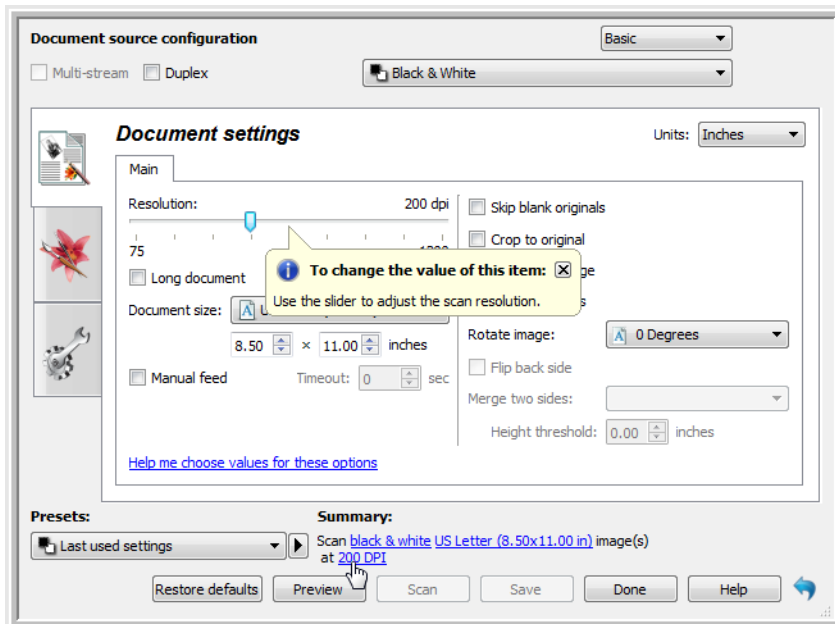 Document source configuration
Basic
Multi-stream
Duplex
Black & White
Document settings
Units:
Inches
Main
Resolution:
200 dpi
Skip blank originals
75
Crop to original
To change the value of this item:
Long document
Use the slider to adjust the scan resolution.
Document size:
Rotate image:
0 Degrees
8.50
×
11.00
inches
Flip back side
Manual feed
Timeout:
0
sec
Merge two sides:
Height threshold:
0.00
inches
Help me choose values for these options
Presets:
Summary:
Last used settings
Scan black & white US Letter (8.50x11.00 in) image(s)
at 200 DPI
Restore defaults
Preview
Scan
Save
Done
Help